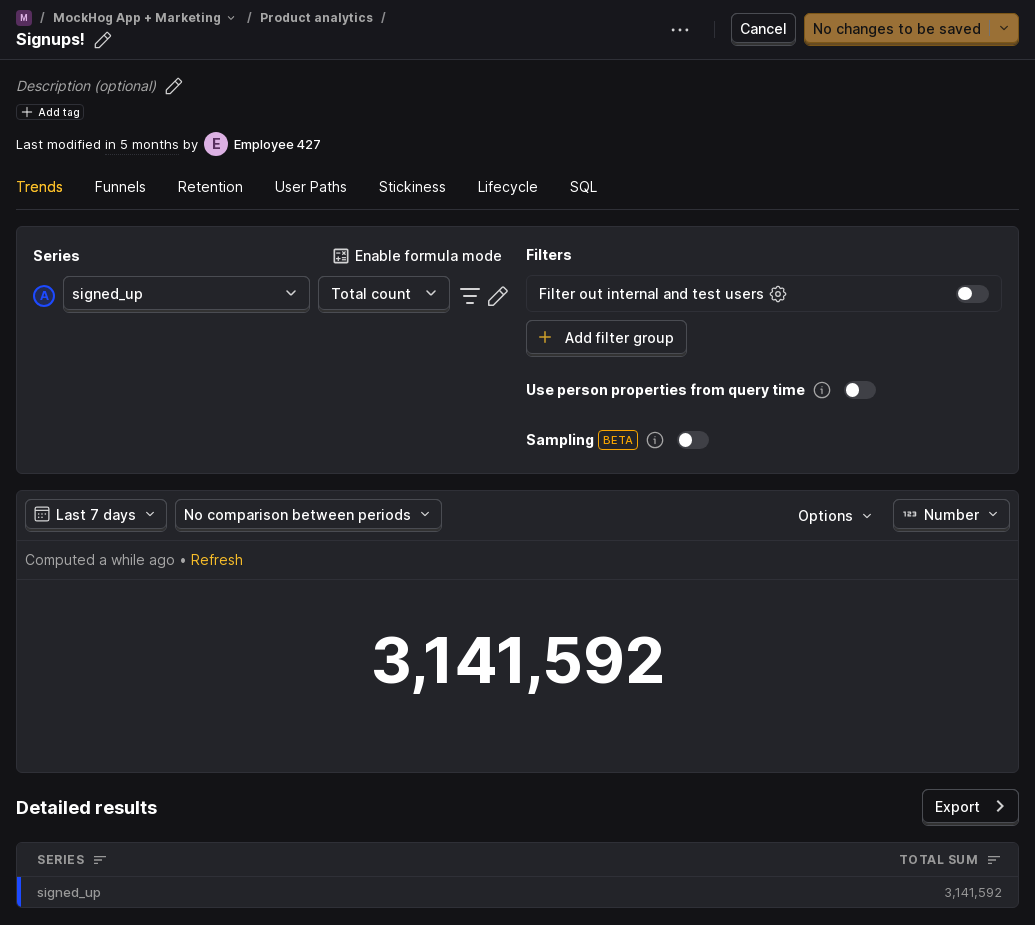 M / MockHog App + Marketing / Product analytics /
Signups!
Cancel
No changes to be saved
Description (optional)
Add tag
Last modified in 5 months by E Employee 427
Trends Funnels Retention User Paths Stickiness Lifecycle SQL
Series
Enable formula mode
A signed_up
Total count
Filters
Filter out internal and test users
Add filter group
Use person properties from query time
Sampling BETA
Last 7 days
No comparison between periods
Options
123 Number
Computed a while ago • Refresh
3,141,592
Detailed results
Export
SERIES TOTAL SUM
signed_up 3,141,592